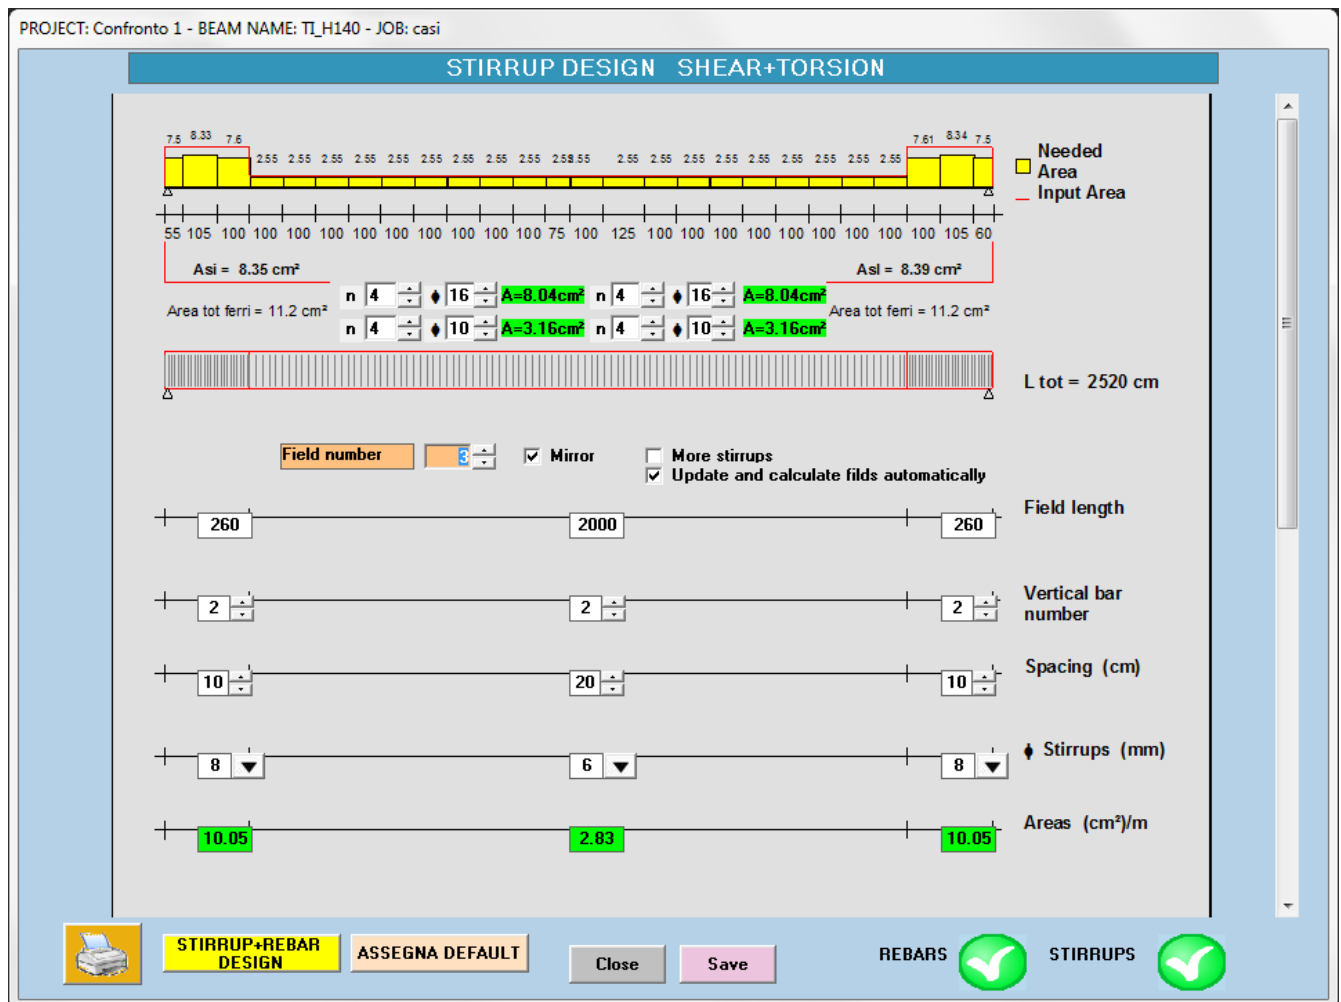 PROJECT: Confronto 1 - BEAM NAME: TI_H140 - JOB: casi
STIRRUP DESIGN SHEAR+TORSION
7.5 8.33 7.6 2.55 2.55 2.55 2.55 2.55 2.55 2.55 2.55 2.55 2.55 2.55 2.55 2.55 2.55 2.55 2.55 2.55 2.55 2.55 2.55 7.61 8.34 7.5
Needed
Area
Input Area
55 105 100 100 100 100 100 100 100 100 100 100 75 100 125 100 100 100 100 100 100 100 100 100 105 60
Asi = 8.35 cm² Asl = 8.39 cm²
n 4 16 A=8.04cm² n 4 16 A=8.04cm²
Area tot ferri = 11.2 cm² Area tot ferri = 11.2 cm²
n 4 10 A=3.16cm² n 4 10 A=3.16cm²
L tot = 2520 cm
Field number 3 Mirror More stirrups
Update and calculate filds automatically
260 2000 260 Field length
2 2 2 Vertical bar
number
10 20 10 Spacing (cm)
8 6 8 ϕ Stirrups (mm)
10.05 2.83 10.05 Areas (cm²)/m
STIRRUP+REBAR
DESIGN
ASSEGNA DEFAULT
Close
Save
REBARS
STIRRUPS